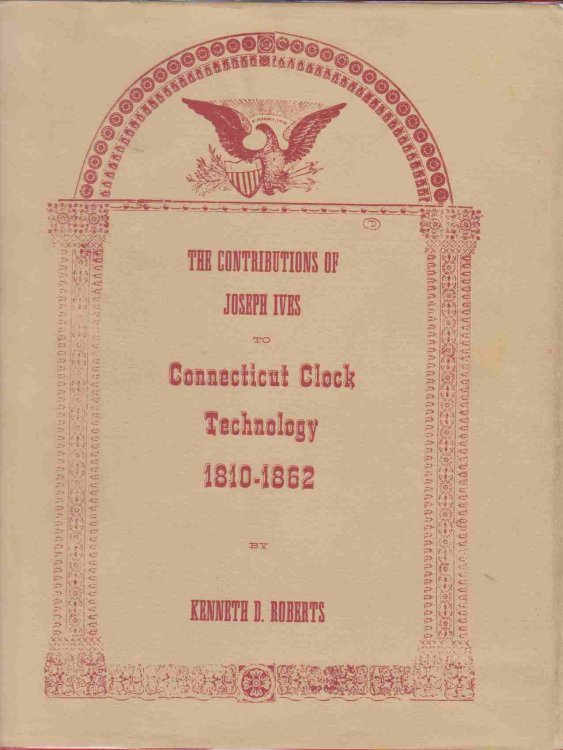 THE CONTRIBUTIONS OF
JOSEPH IVES
TO
Connecticut Clock
Technology
1810-1862
BY
KENNETH D. ROBERTS